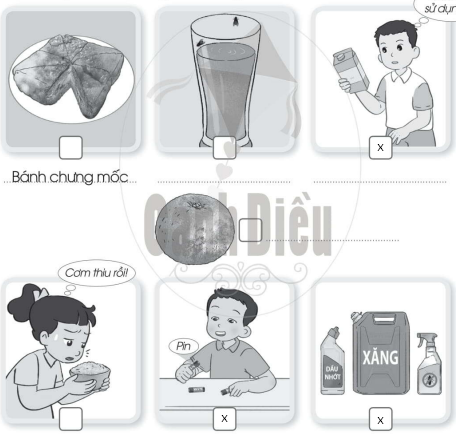 sử dụn
x
Bánh chưng mốc
Cánh Diều
Cơm thiu rồi!
Pin
DẦU
NHỚT
XĂNG
x
x